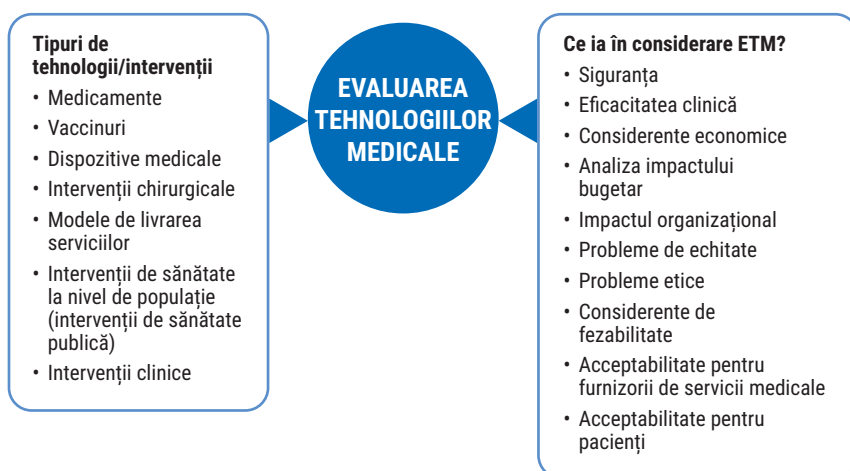 Tipuri de
tehnologii/intervenții
• Medicamente
• Vaccinuri
• Dispozitive medicale
• Intervenții chirurgicale
• Modele de livrarea
serviciilor
• Intervenții de sănătate
la nivel de populație
(intervenții de sănătate
publică)
• Intervenții clinice
EVALUAREA
TEHNOLOGIILOR
MEDICALE
Ce ia în considerare ETM?
• Siguranța
• Eficacitatea clinică
• Considerente economice
• Analiza impactului
bugetar
• Impactul organizațional
• Probleme de echitate
• Probleme etice
• Considerente de
fezabilitate
• Acceptabilitate pentru
furnizorii de servicii medicale
• Acceptabilitate pentru
pacienți